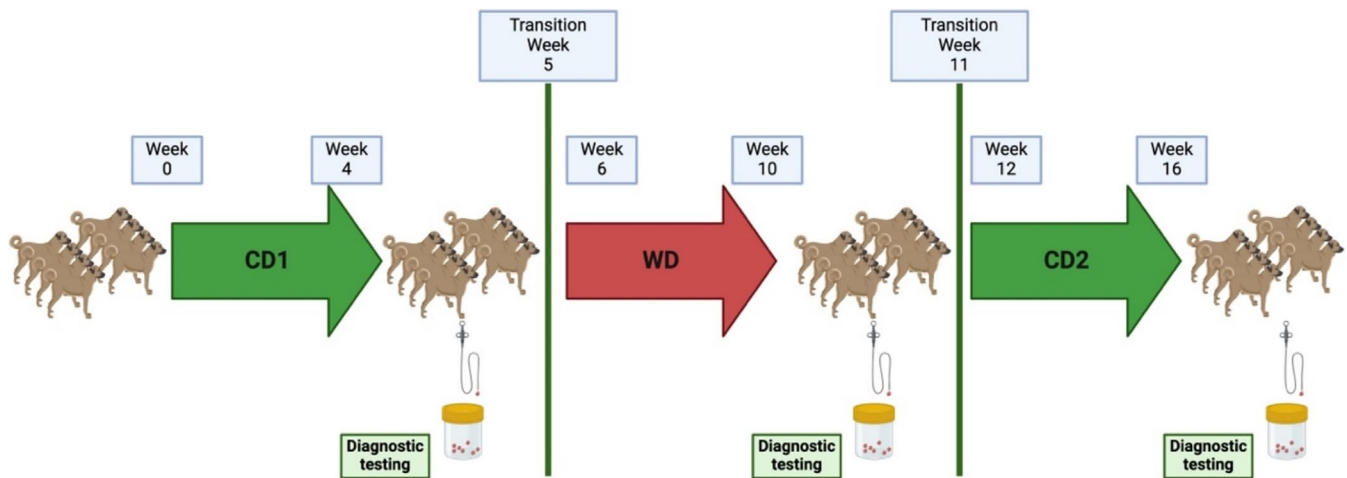 Transition
Week
5
Transition
Week
11
Week
0
Week
4
Week
6
Week
10
Week
12
Week
16
CD1
WD
CD2
Diagnostic
testing
Diagnostic
testing
Diagnostic
testing